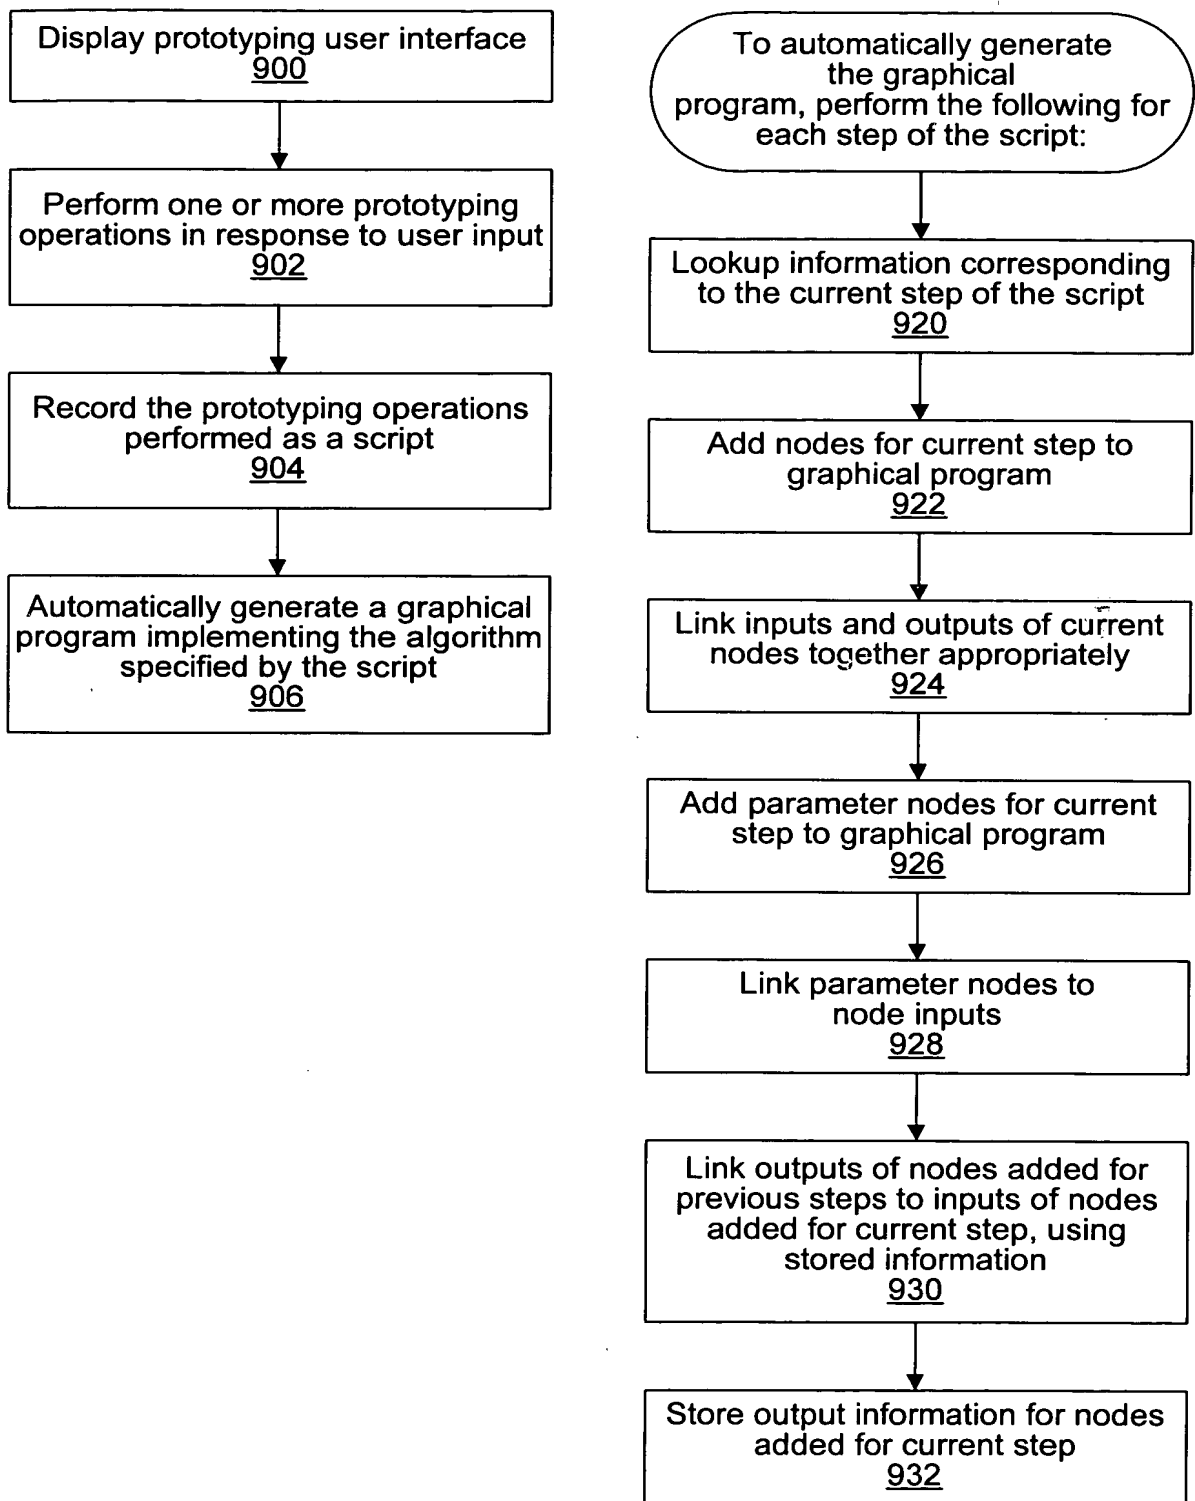 Display prototyping user interface
900
Perform one or more prototyping
operations in response to user input
902
Record the prototyping operations
performed as a script
904
Automatically generate a graphical
program implementing the algorithm
specified by the script
906
To automatically generate
the graphical
program, perform the following for
each step of the script:
Lookup information corresponding
to the current step of the script
920
Add nodes for current step to
graphical program
922
Link inputs and outputs of current
nodes together appropriately
924
Add parameter nodes for current
step to graphical program
926
Link parameter nodes to
node inputs
928
Link outputs of nodes added for
previous steps to inputs of nodes
added for current step, using
stored information
930
Store output information for nodes
added for current step
932